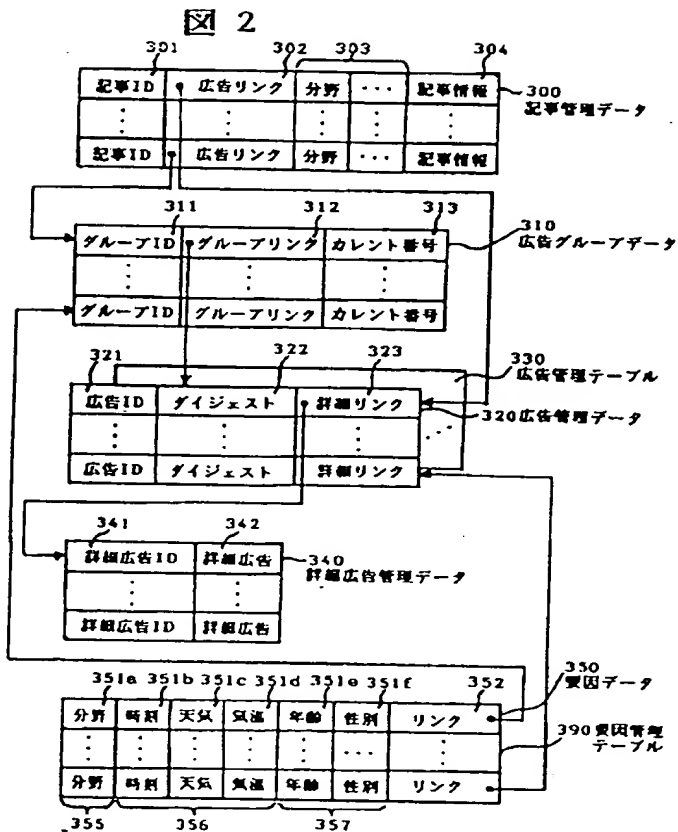 図 2
301 302 303 304
記事ID 広告リンク 分野 ··· 記事情報
300
記事管理データ
記事ID 広告リンク 分野 ··· 記事情報
311 312 313
グループID グループリンク カレント番号
310
広告グループデータ
グループID グループリンク カレント番号
321 322 323
330
広告管理テーブル
広告ID ダイジェスト 詳細リンク
320広告管理データ
広告ID ダイジェスト 詳細リンク
341 342
詳細広告ID 詳細広告
340
詳細広告管理データ
詳細広告ID 詳細広告
351a 351b 351c 351d 351e 351f 352
350
要因データ
分野 時刻 天気 気温 年齢 性別 リンク
390要因管理
テーブル
分野 時刻 天気 気温 年齢 性別 リンク
355 356 357